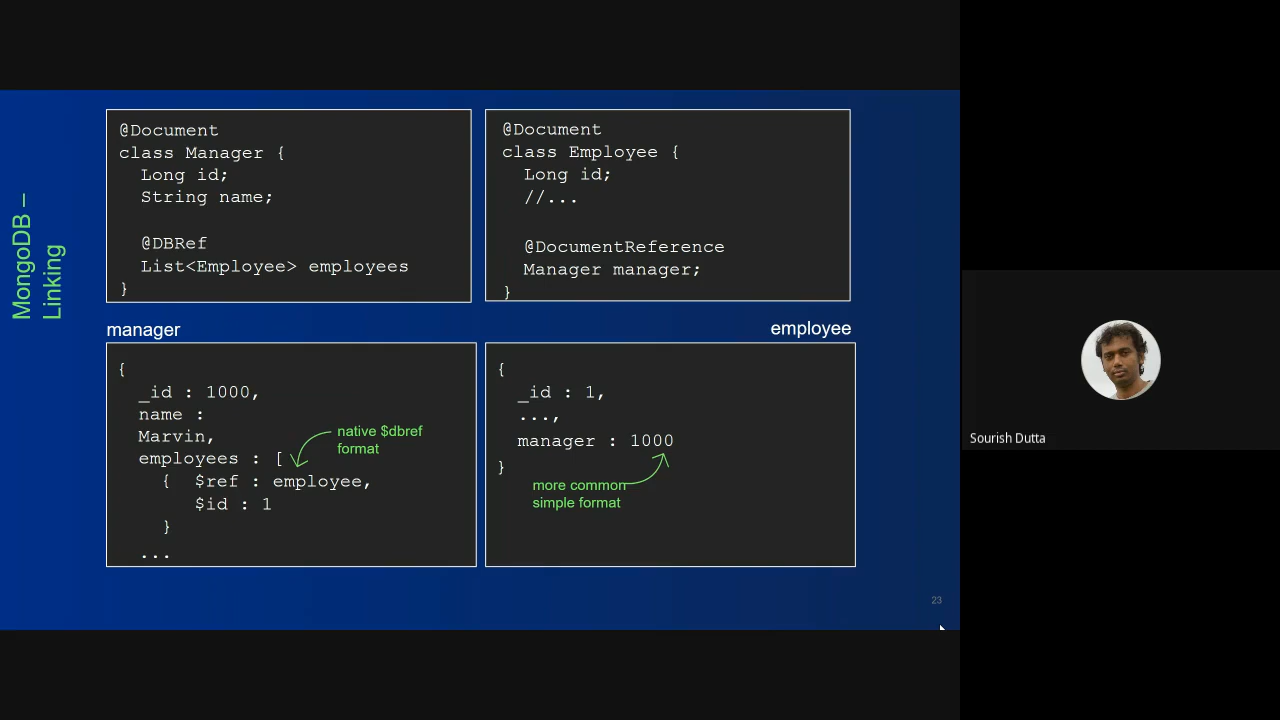 MongoDB –
Linking
@Document
class Manager {
Long id;
String name;
@DBRef
List<Employee> employees
}
@Document
class Employee {
Long id;
//...
@DocumentReference
Manager manager;
}
manager
employee
{
_id : 1000,
name :
Marvin,
employees : [
{ $ref : employee,
$id : 1
}
...
native $dbref
format
{
_id : 1,
...,
manager : 1000
}
more common
simple format
23
Sourish Dutta